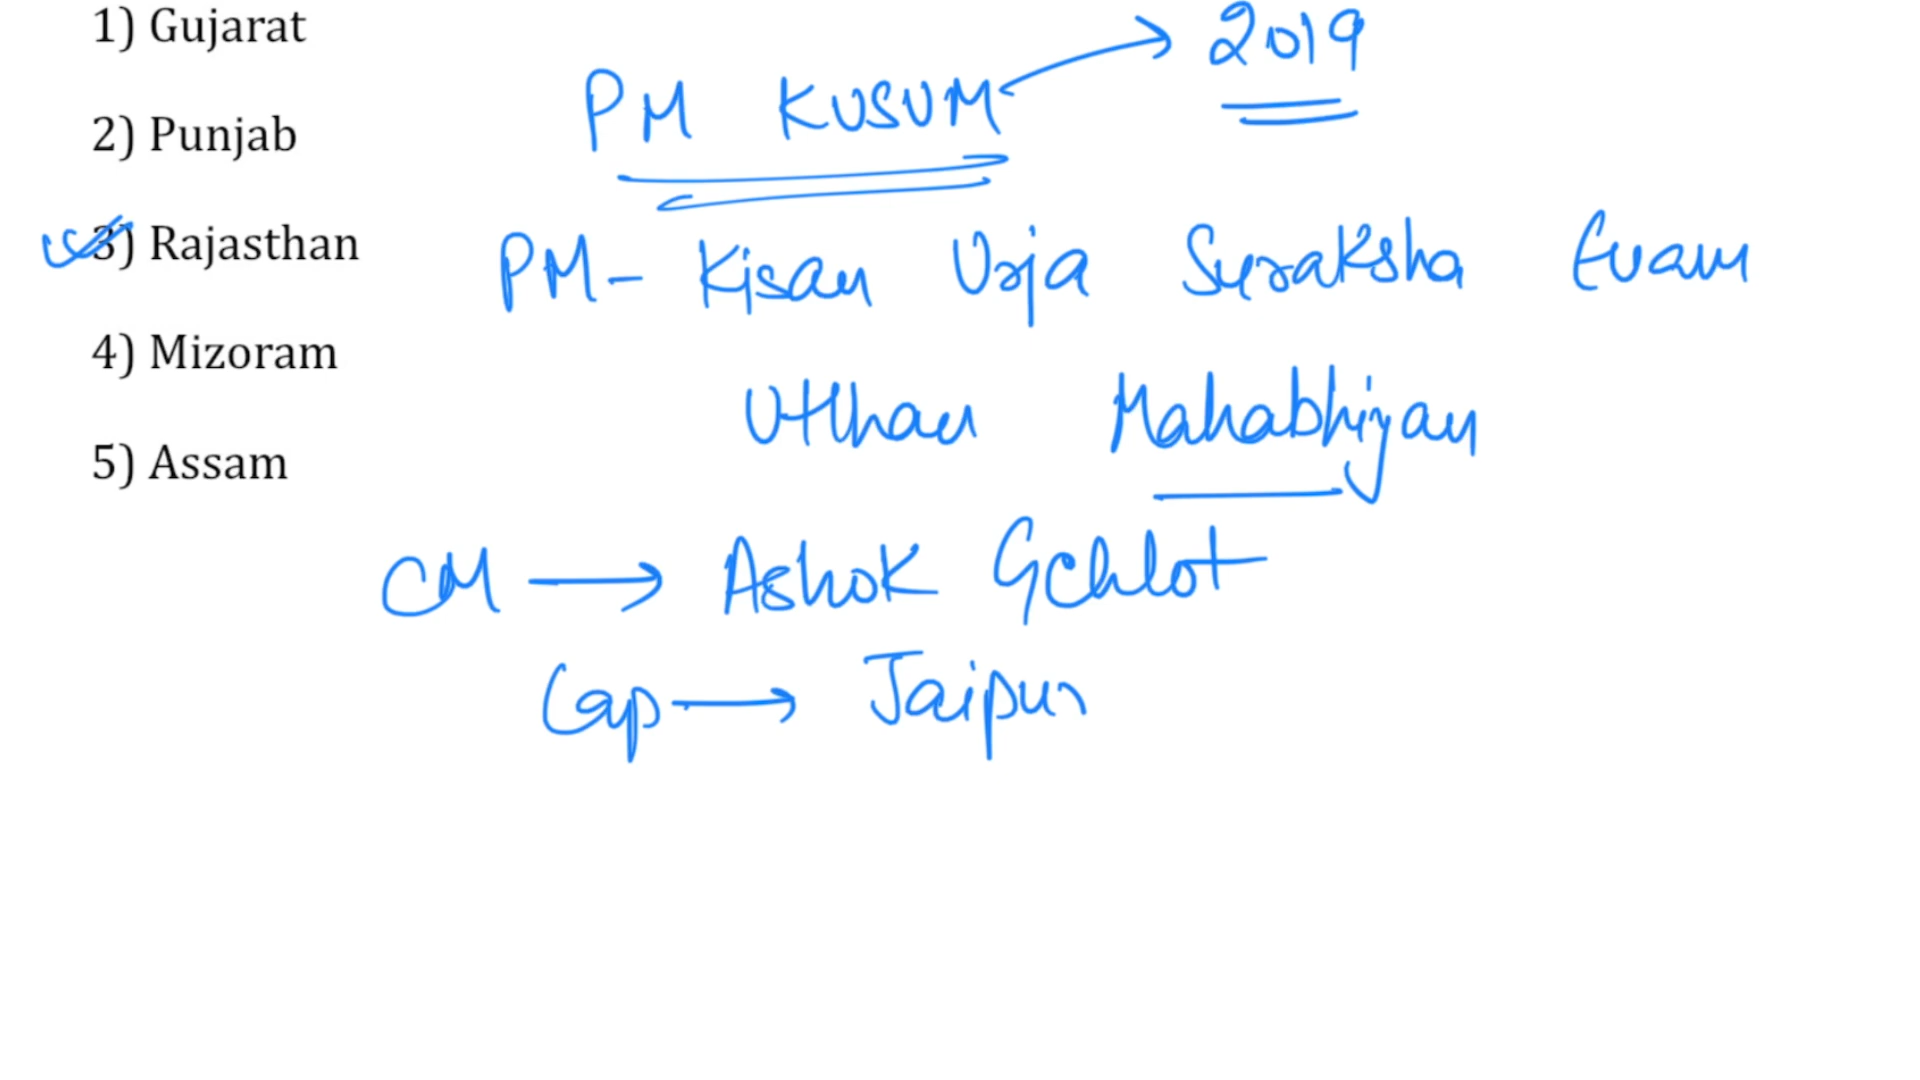 1) Gujarat
2) Punjab
3) Rajasthan
4) Mizoram
5) Assam
PM KUSUM → 2019
PM- Kisan Urja Suraksha Evam
Utthan Mahabhiyan
CM → Ashok Gehlot
Cap → Jaipur